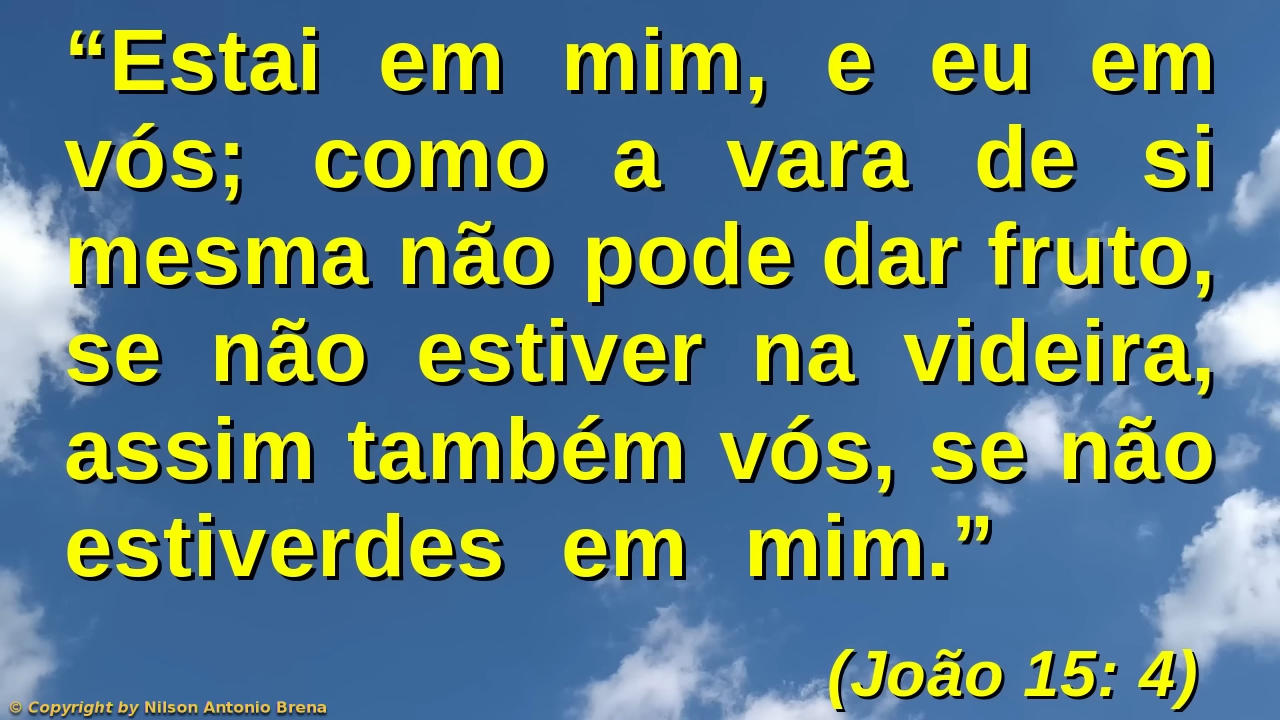 “Estai em mim, e eu em
vós; como a vara de si
mesma não pode dar fruto,
se não estiver na videira,
assim também vós, se não
estiverdes em mim.”
(João 15: 4)
© Copyright by Nilson Antonio Brena